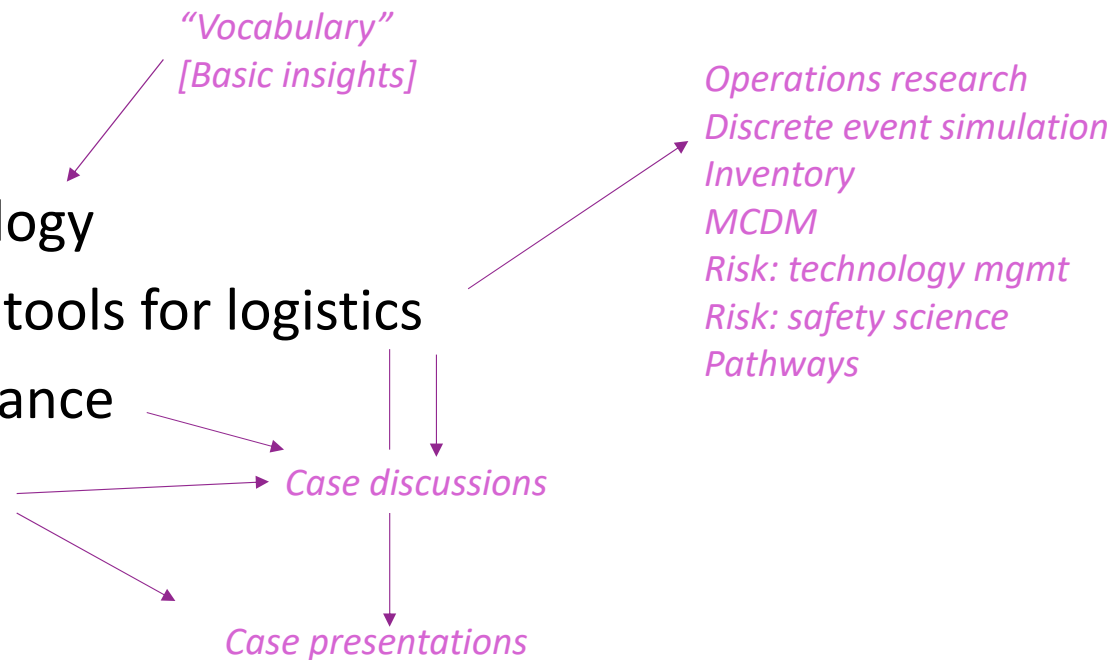 “Vocabulary”
[Basic insights]
Operations research
Discrete event simulation
Inventory
MCDM
Risk: technology mgmt
Risk: safety science
Pathways
logy
tools for logistics
ance
Case discussions
Case presentations